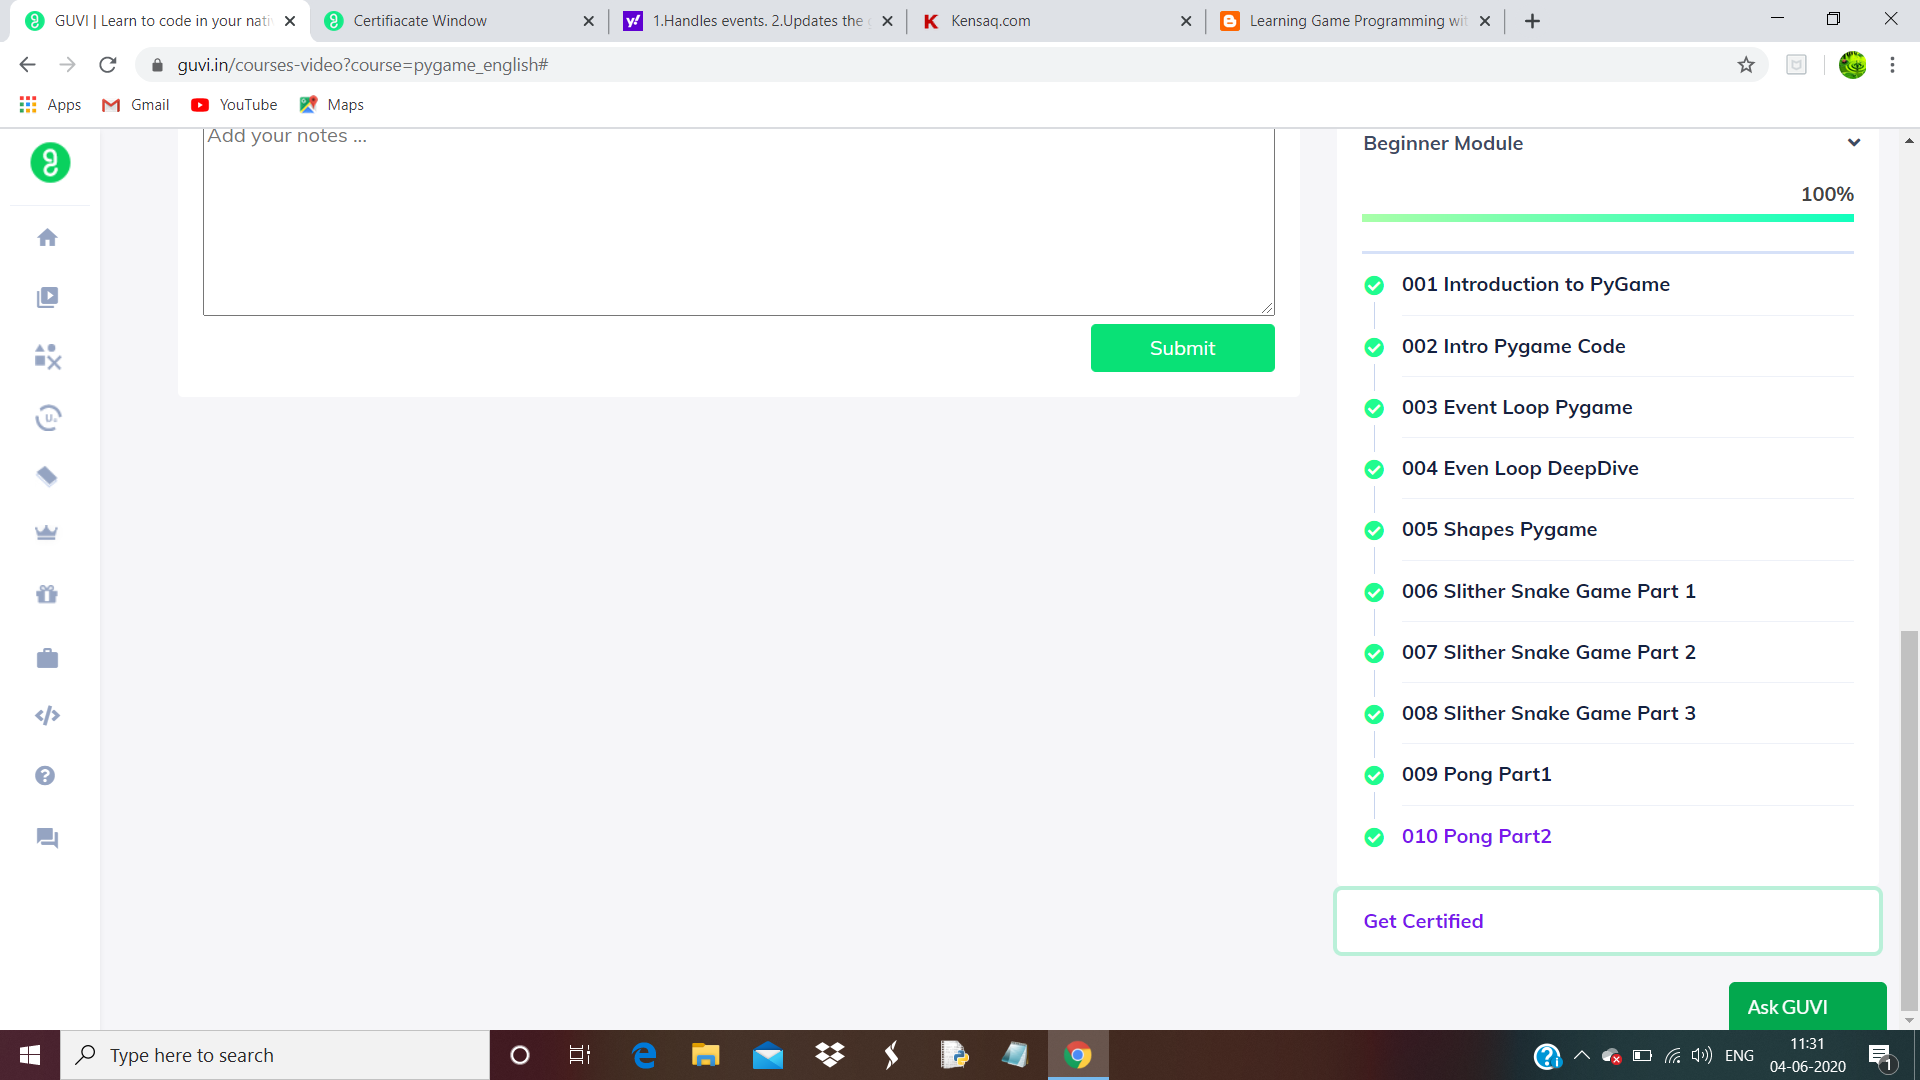 GUVI | Learn to code in your nati
Certifiacate Window
1.Handles events. 2.Updates the g
Kensaq.com
Learning Game Programming wit
guvi.in/courses-video?course=pygame_english#
Apps
Gmail
YouTube
Maps
Add your notes ...
Submit
Beginner Module
100%
001 Introduction to PyGame
002 Intro Pygame Code
003 Event Loop Pygame
004 Even Loop DeepDive
005 Shapes Pygame
006 Slither Snake Game Part 1
007 Slither Snake Game Part 2
008 Slither Snake Game Part 3
009 Pong Part1
010 Pong Part2
Get Certified
Ask GUVI
Type here to search
ENG
11:31
04-06-2020
1